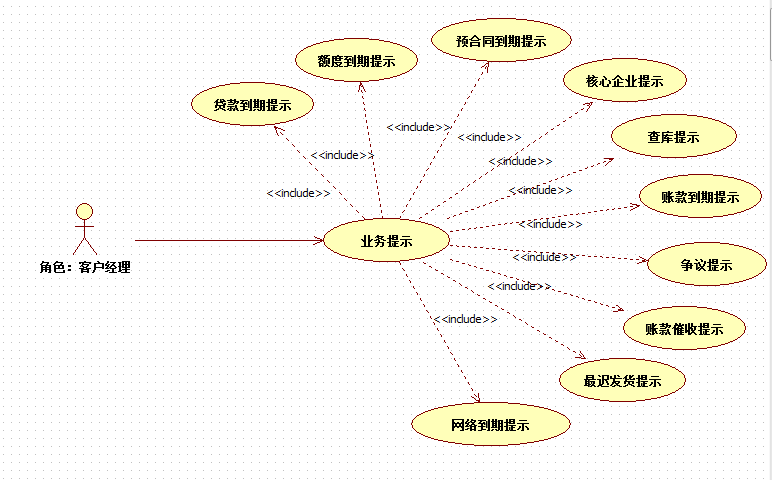 预合同到期提示
额度到期提示
核心企业提示
贷款到期提示
<<include>>
查库提示
<<include>>
<<include>>
<<include>>
<<include>>
<<include>>
账款到期提示
<<include>>
业务提示
角色：客户经理
<<include>>
争议提示
<<include>>
<<include>>
账款催收提示
最迟发货提示
网络到期提示